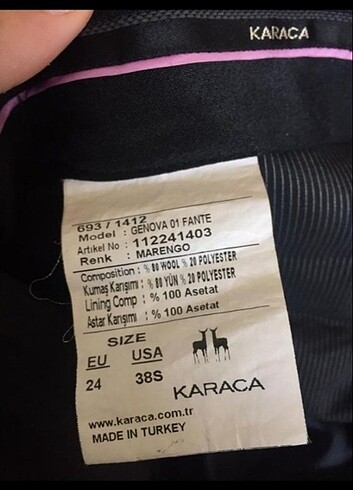 KARACA
693 / 1412
Model : GENOVA 01 FANTE
Artikel No : 112241403
Renk : MARENGO
Composition : % 80 WOOL % 20 POLYESTER
Kumaş Karışımı : % 80 YÜN % 20 POLYESTER
Lining Comp : % 100 Asetat
Astar Karışımı : % 100 Asetat
SIZE
EU USA
24 38S
KARACA
www.karaca.com.tr
MADE IN TURKEY